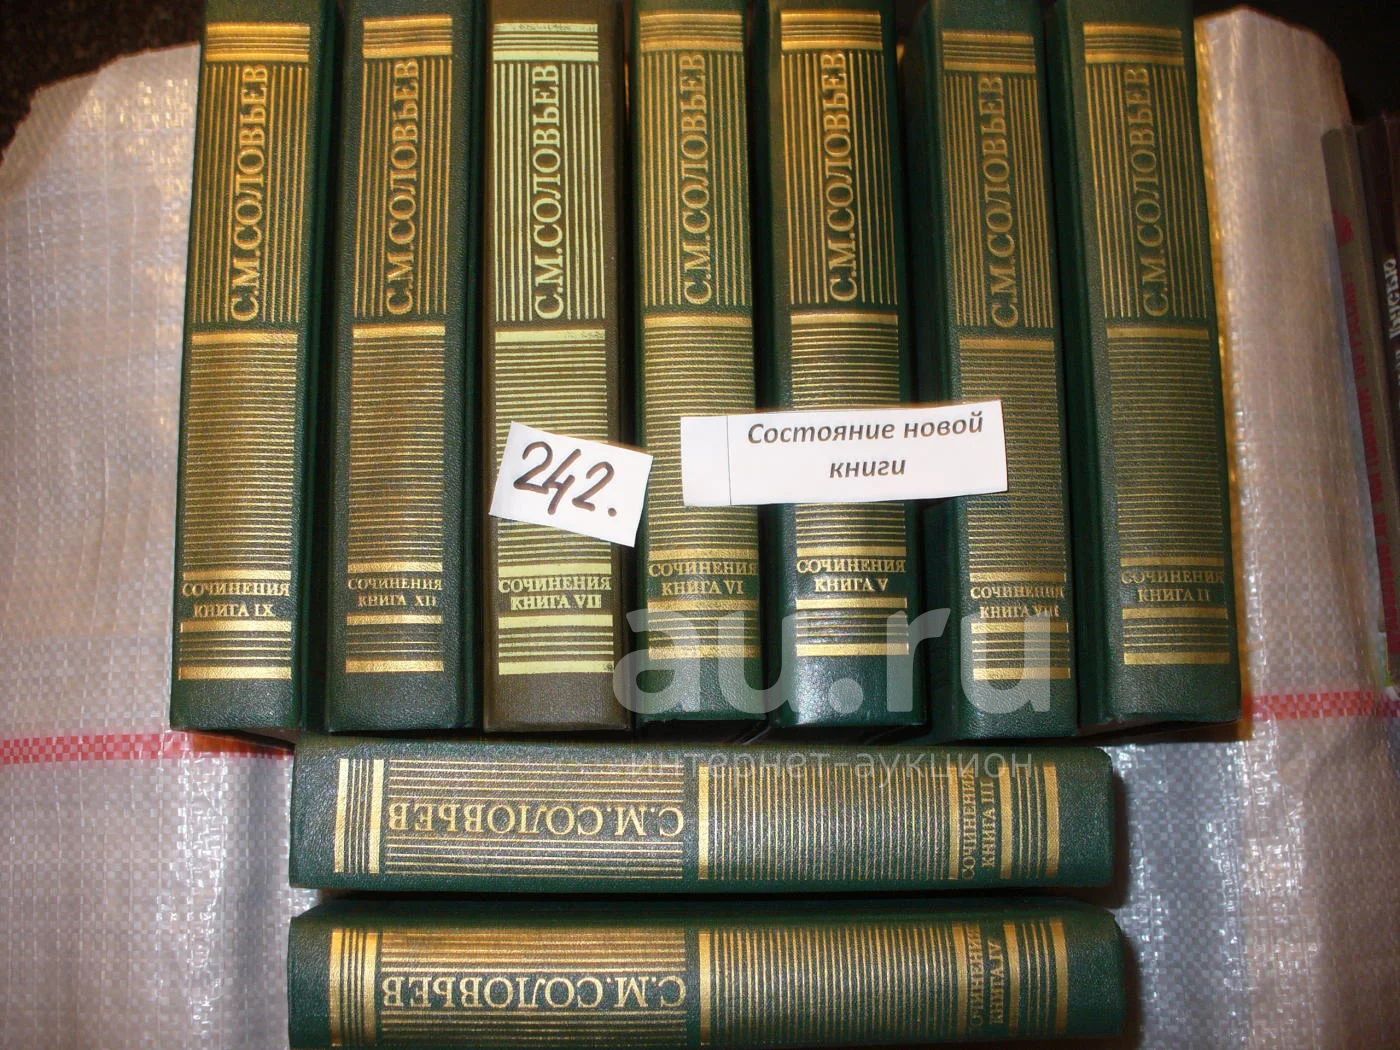 С.М.СОЛОВЬЕВ
СОЧИНЕНИЯ
КНИГА IX
С.М.СОЛОВЬЕВ
СОЧИНЕНИЯ
КНИГА XII
С.М.СОЛОВЬЕВ
СОЧИНЕНИЯ
КНИГА VII
С.М.СОЛОВЬЕВ
СОЧИНЕНИЯ
КНИГА VI
С.М.СОЛОВЬЕВ
СОЧИНЕНИЯ
КНИГА V
С.М.СОЛОВЬЕВ
СОЧИНЕНИЯ
КНИГА VIII
С.М.СОЛОВЬЕВ
СОЧИНЕНИЯ
КНИГА II
242.
Состояние новой
книги
au.ru
интернет-аукцион
С.М.СОЛОВЬЕВ
СОЧИНЕНИЯ
КНИГА III
С.М.СОЛОВЬЕВ
СОЧИНЕНИЯ
КНИГА IV